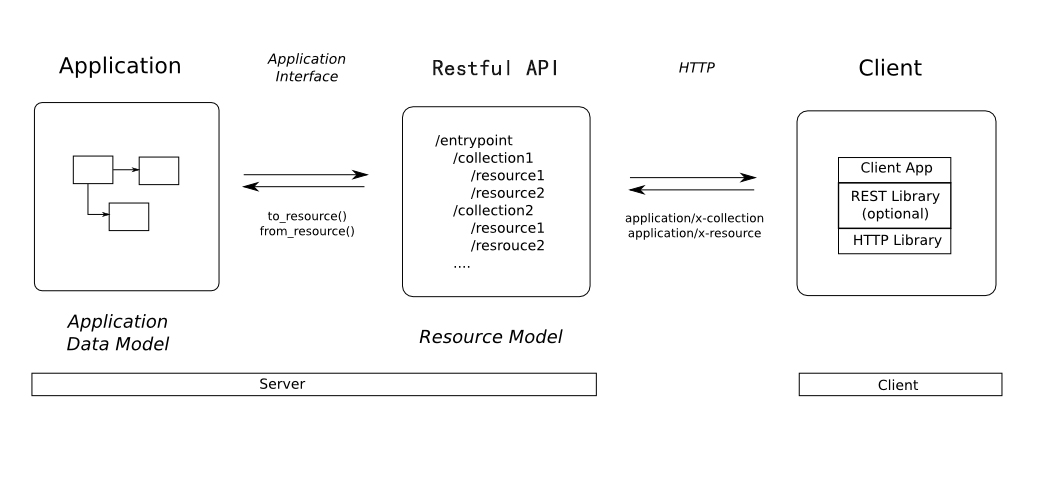 Application
Application
Interface
Restful API
HTTP
Client
/entrypoint
/collection1
/resource1
/resource2
/collection2
/resource1
/resrouce2
....
to_resource()
from_resource()
application/x-collection
application/x-resource
Client App
REST Library
(optional)
HTTP Library
Application
Data Model
Resource Model
Server
Client